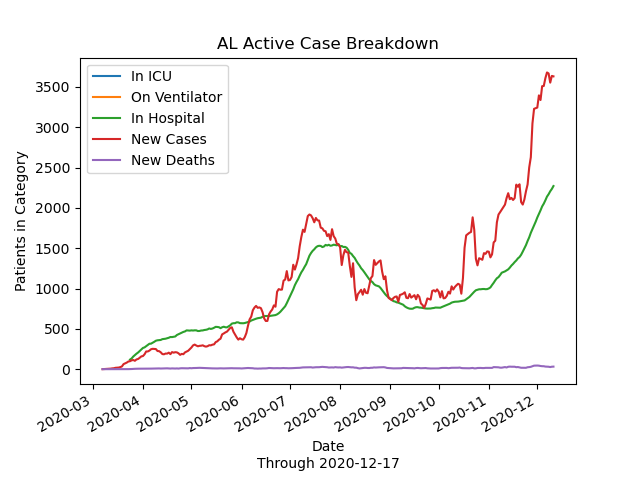 AL Active Case Breakdown
In ICU
On Ventilator
In Hospital
New Cases
New Deaths
Patients in Category
3500
3000
2500
2000
1500
1000
500
0
2020-03
2020-04
2020-05
2020-06
2020-07
2020-08
2020-09
2020-10
2020-11
2020-12
Date
Through 2020-12-17